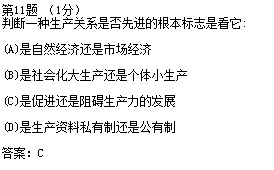 第11题 (1分)
判断一种生产关系是否先进的根本标志是看它:
(A)是自然经济还是市场经济
(B)是社会化大生产还是个体小生产
(C)是促进还是阻碍生产力的发展
(D)是生产资料私有制还是公有制
答案: C